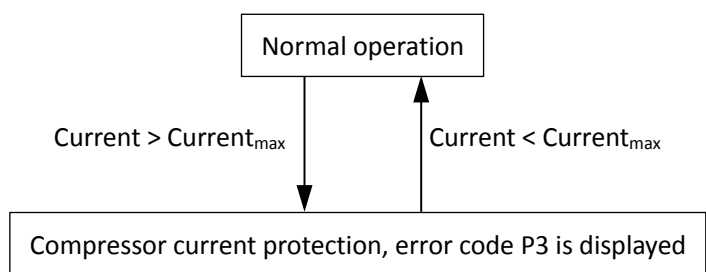 Normal operation
Current > Currentmax
Current < Currentmax
Compressor current protection, error code P3 is displayed